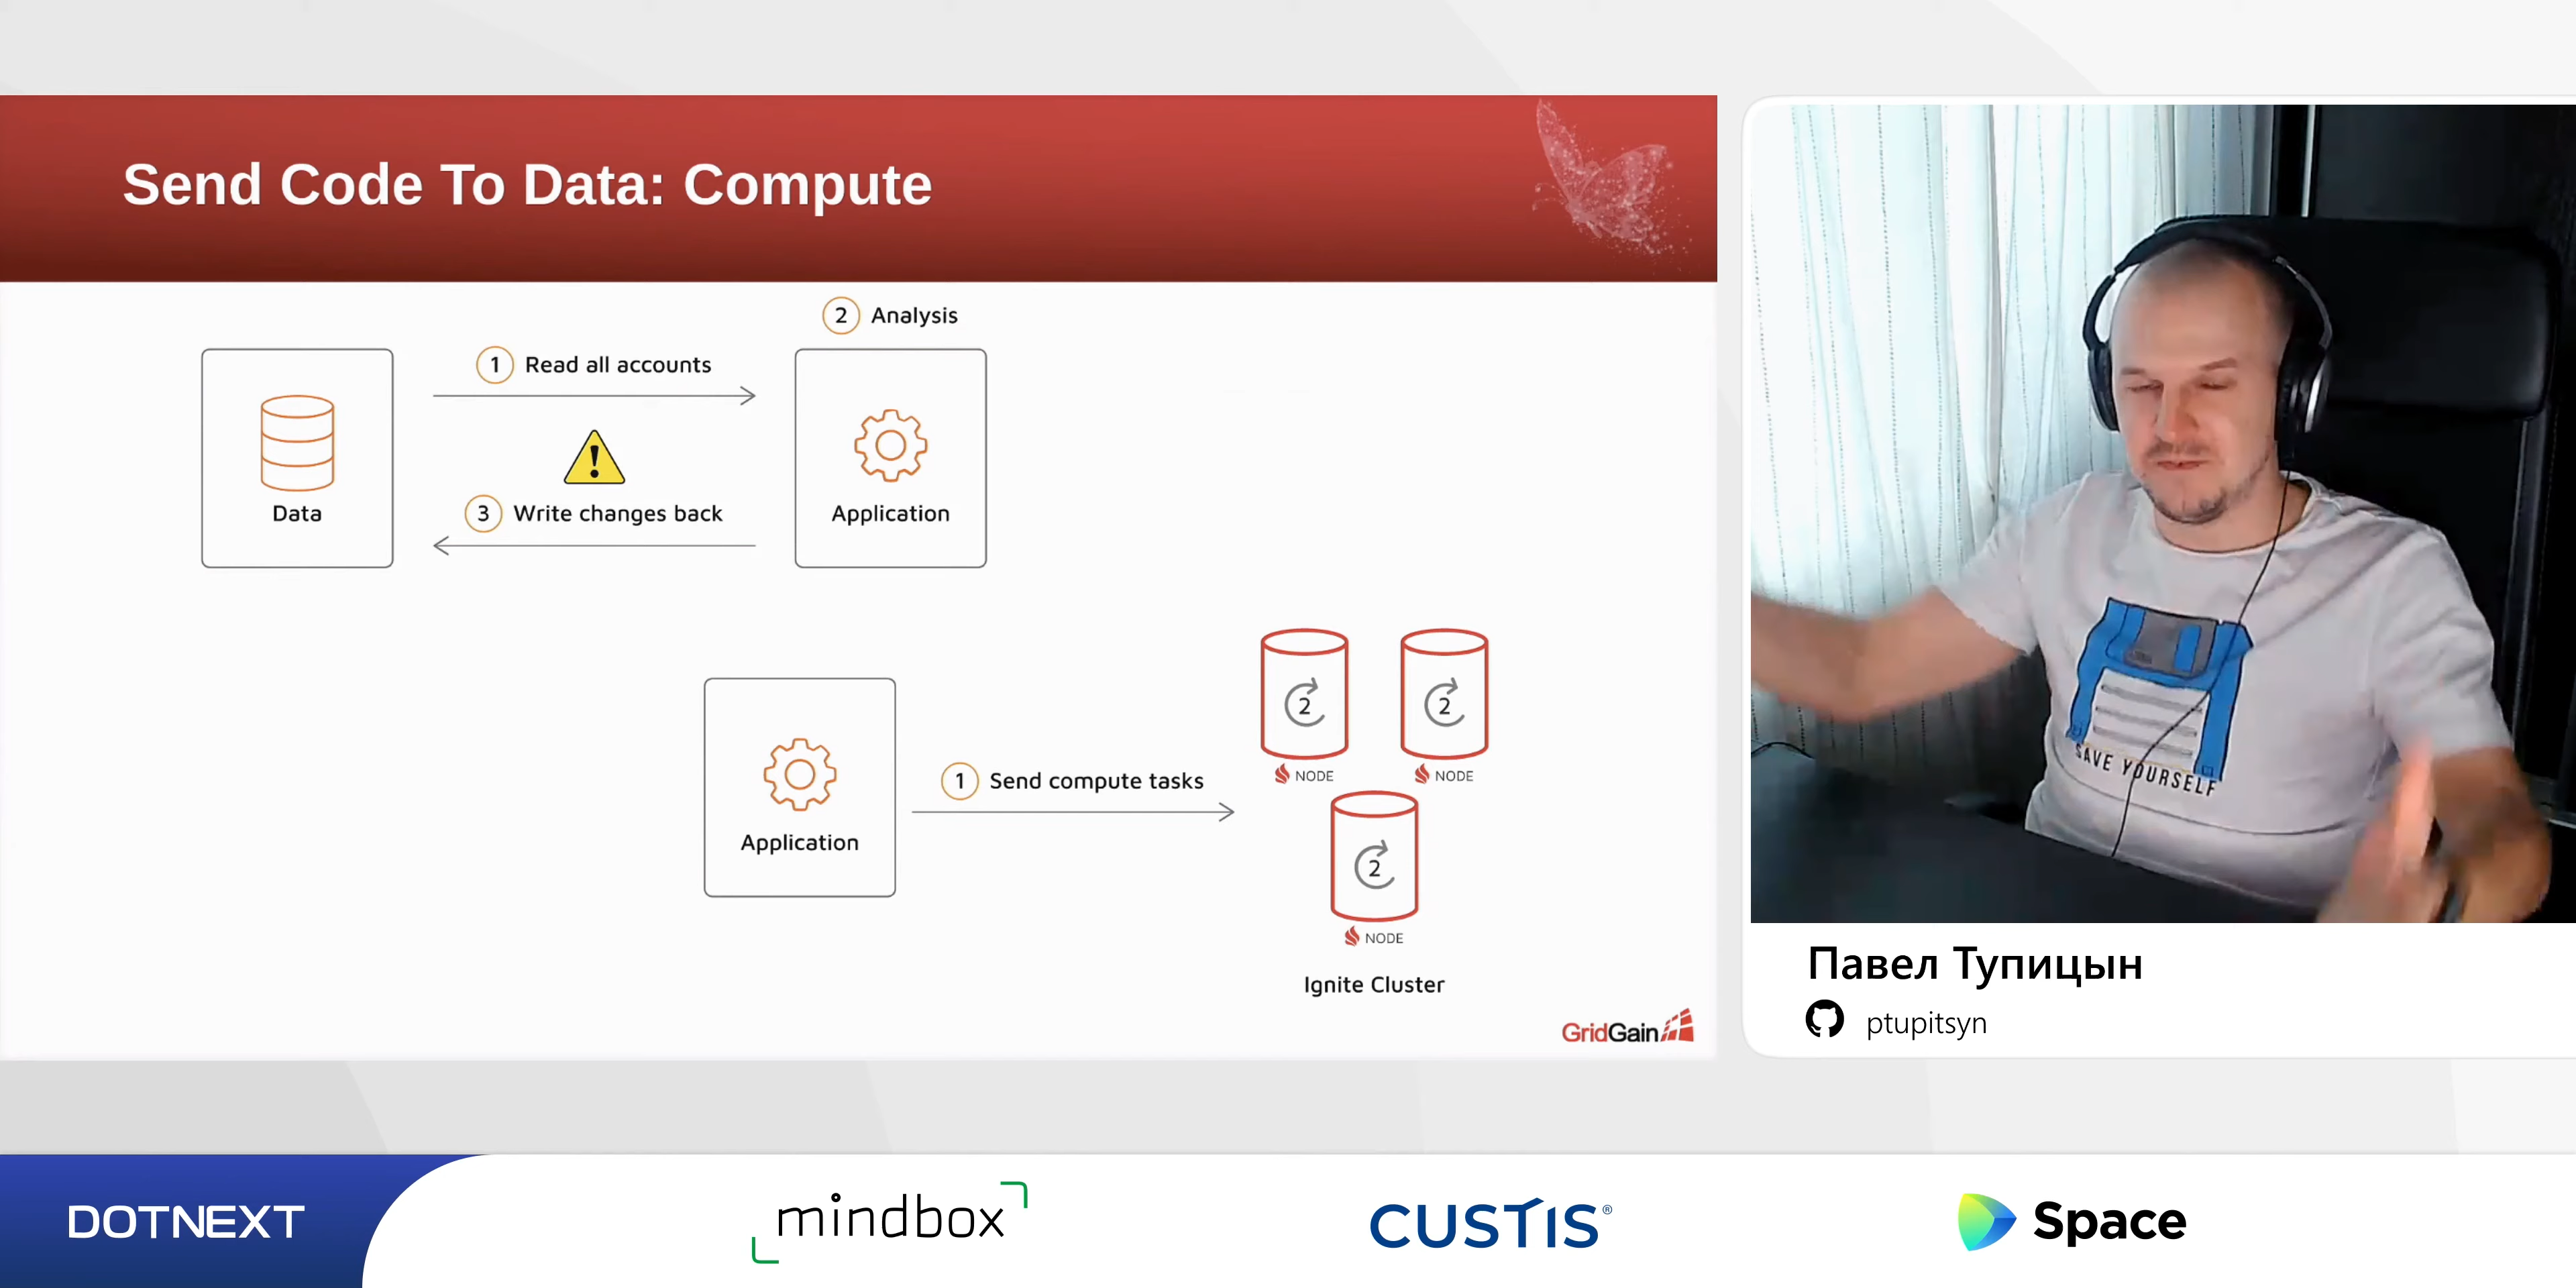 Send Code To Data: Compute
2 Analysis
1 Read all accounts
3 Write changes back
Data
Application
1 Send compute tasks
Application
2
2
NODE
NODE
2
NODE
Ignite Cluster
GridGain
SAVE YOURSELF
Павел Тупицын
ptupitsyn
DOTNEXT
mindbox
CUSTIS®
Space